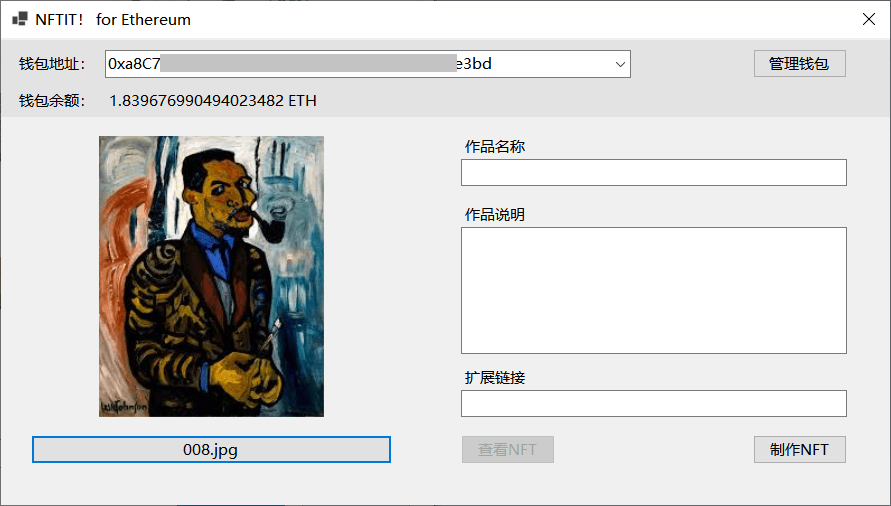 NFTIT! for Ethereum
钱包地址: 0xa8C7 e3bd 管理钱包
钱包余额: 1.839676990494023482 ETH
作品名称
作品说明
扩展链接
008.jpg 查看NFT 制作NFT